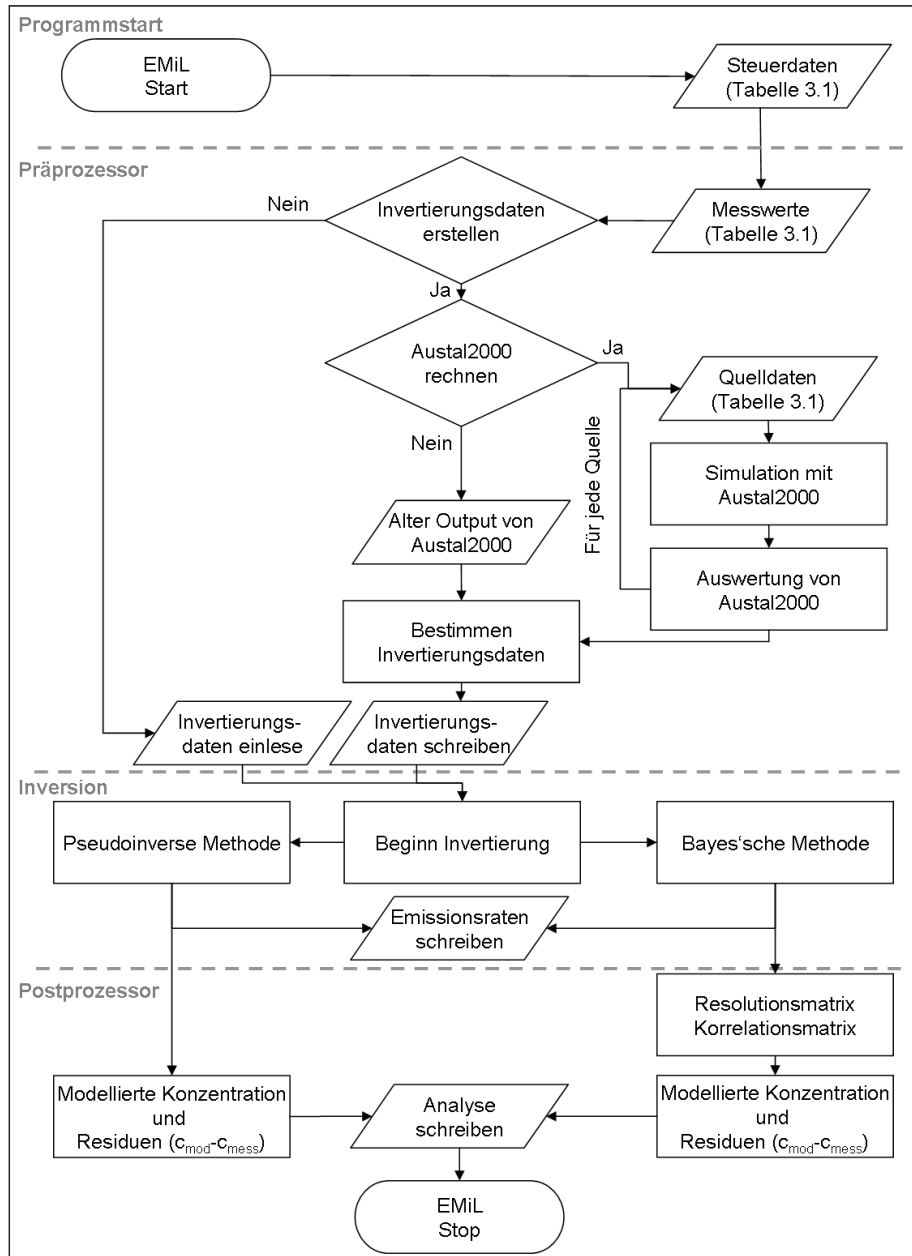 Programmstart
EMiL
Start
Steuerdaten
(Tabelle 3.1)
Präprozessor
Nein
Invertierungsdaten
erstellen
Messwerte
(Tabelle 3.1)
Ja
Austal2000
rechnen
Ja
Quelldaten
(Tabelle 3.1)
Nein
Für jede Quelle
Simulation mit
Austal2000
Alter Output von
Austal2000
Auswertung von
Austal2000
Bestimmen
Invertierungsdaten
Invertierungs-
daten einlese
Invertierungs-
daten schreiben
Inversion
Pseudoinverse Methode
Beginn Invertierung
Bayes‘sche Methode
Emissionsraten
schreiben
Postprozessor
Resolutionsmatrix
Korrelationsmatrix
Modellierte Konzentration
und
Residuen (cmod-cmess)
Analyse
schreiben
Modellierte Konzentration
und
Residuen (cmod-cmess)
EMiL
Stop